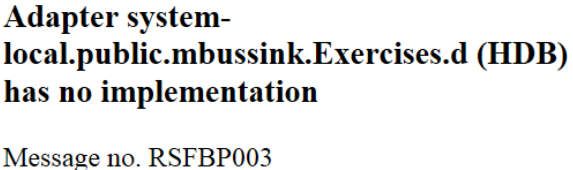 Adapter system-
local.public.mbussink.Exercises.d (HDB)
has no implementation
Message no. RSFBP003